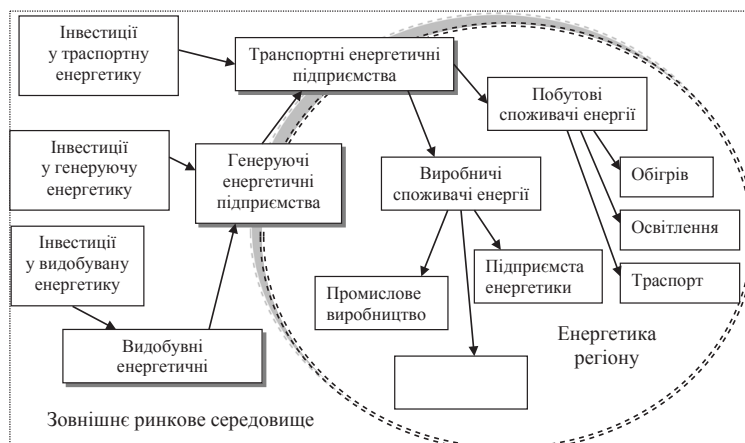 Інвестиції
у траспортну
енергетику
Транспортні енергетичні
підприємства
Побутові
споживачі енергії
Інвестиції
у генеруючу
енергетику
Генеруючі
енергетичні
підприємства
Виробничі
споживачі енергії
Обігрів
Освітлення
Траспорт
Інвестиції
у видобувану
енергетику
Підприємста
енергетики
Промислове
виробництво
Видобувні
енергетичні
Енергетика
регіону
Зовнішнє ринкове середовище